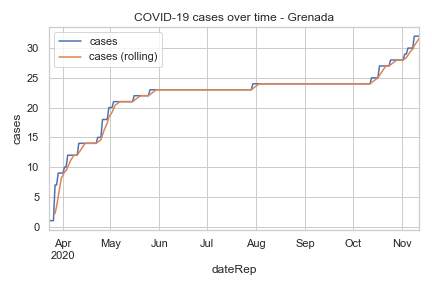 COVID-19 cases over time - Grenada
cases
cases (rolling)
cases
30
25
20
15
10
5
0
Apr May Jun Jul Aug Sep Oct Nov
2020
dateRep